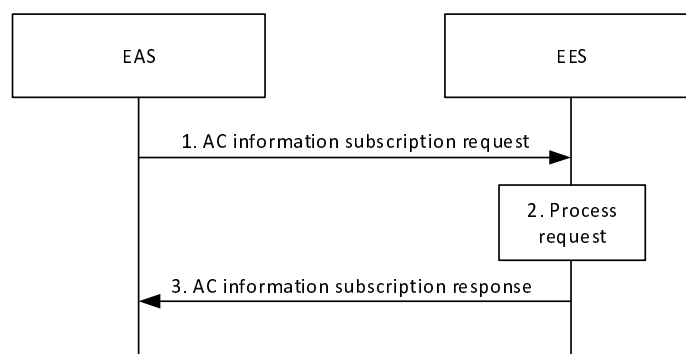 EAS
EES
1. AC information subscription request
2. Process
request
3. AC information subscription response